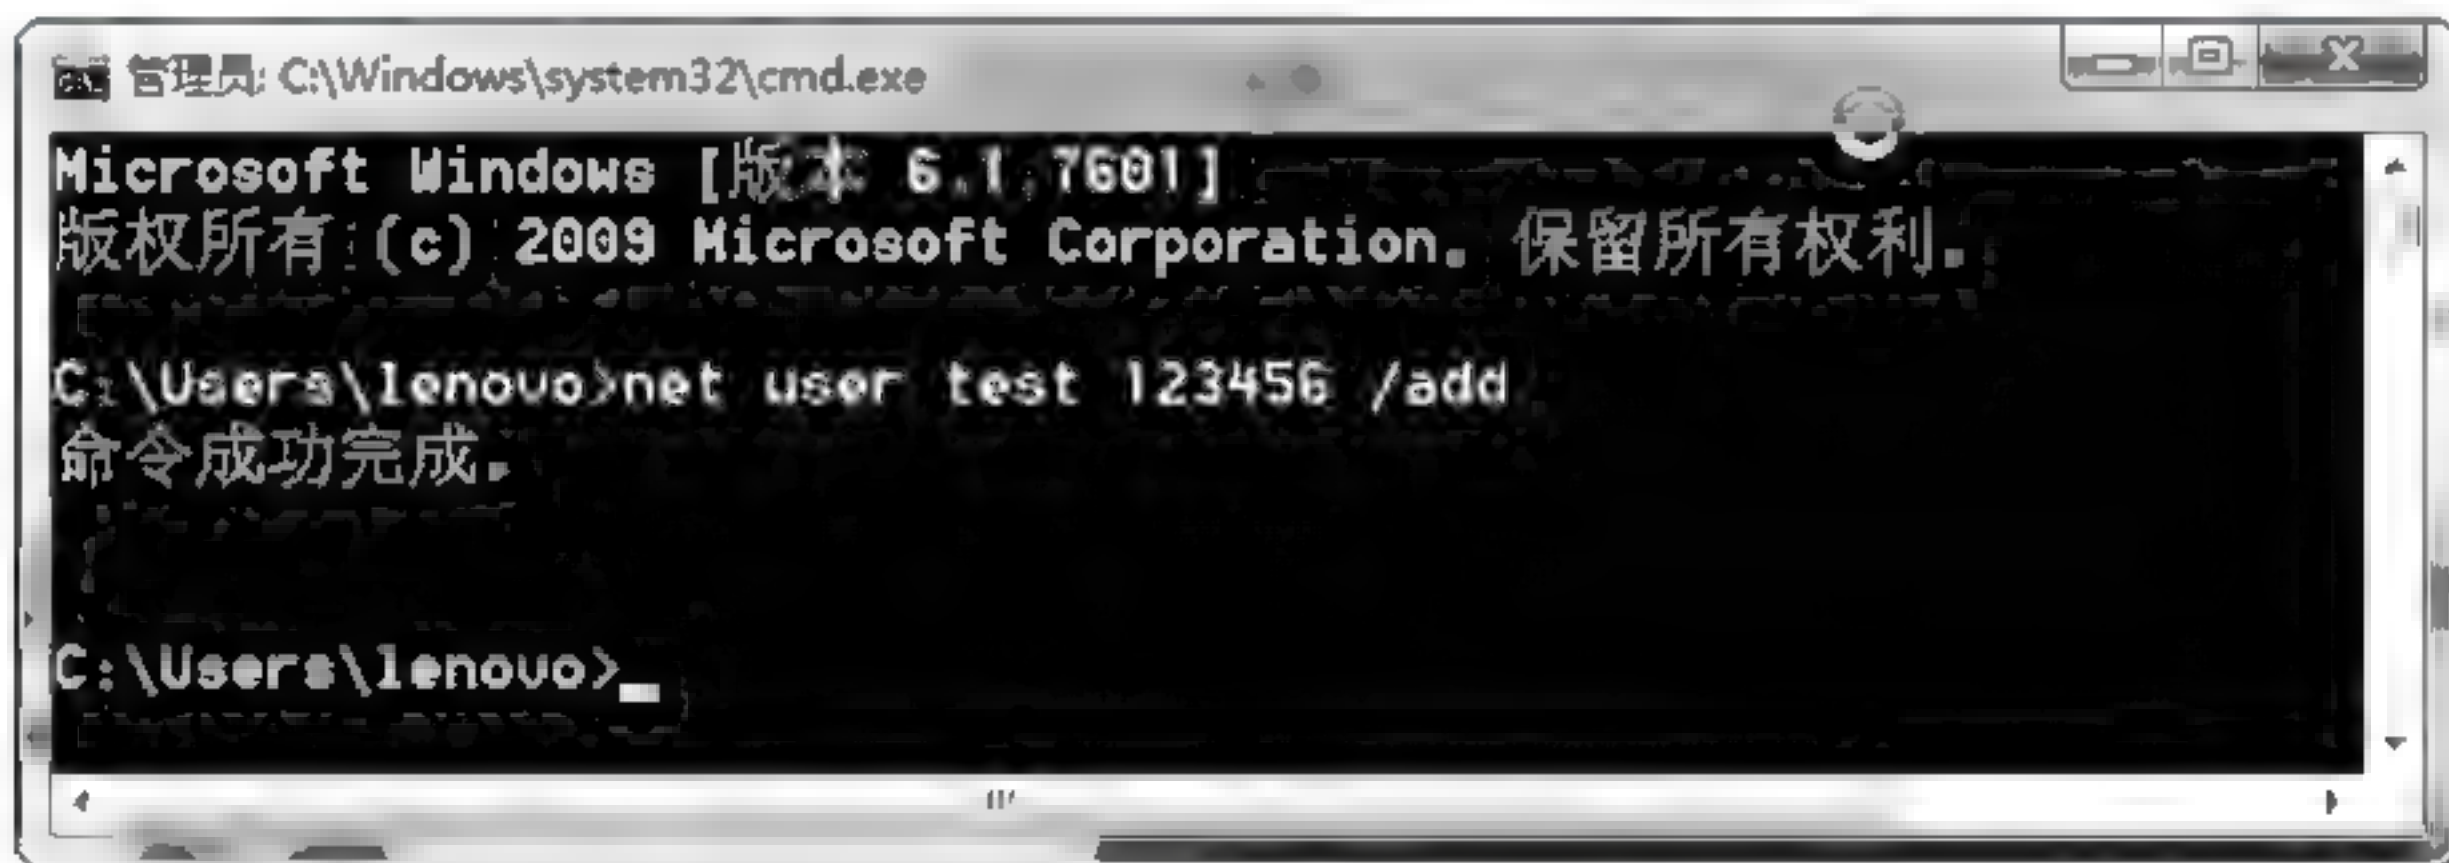 管理员: C:\Windows\system32\cmd.exe
Microsoft Windows [版本 6.1.7601]
版权所有 (c) 2009 Microsoft Corporation。保留所有权利。
C:\Users\lenovo>net user test 123456 /add
命令成功完成。
C:\Users\lenovo>_